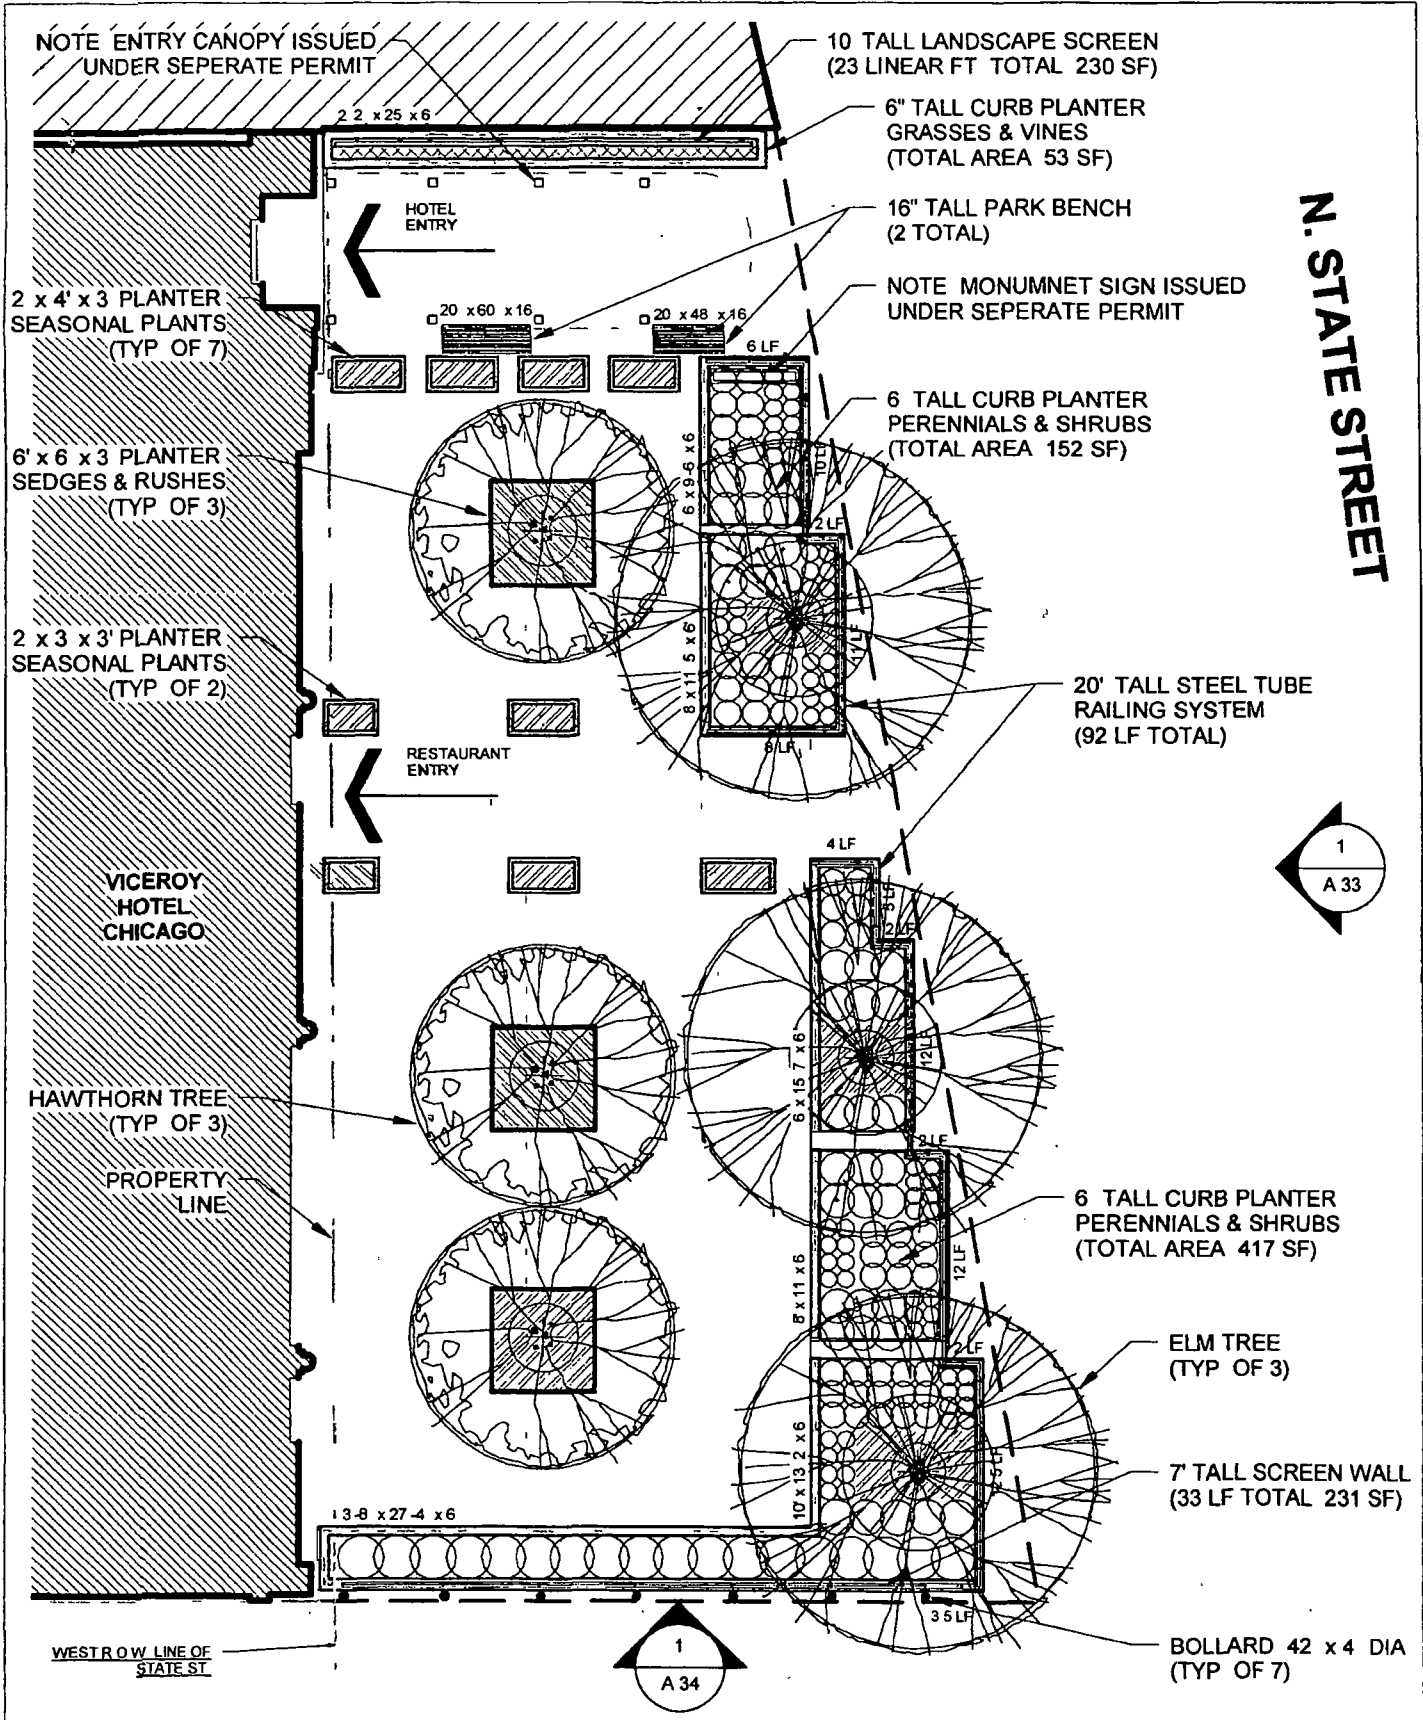 NOTE ENTRY CANOPY ISSUED
UNDER SEPERATE PERMIT
10 TALL LANDSCAPE SCREEN
(23 LINEAR FT TOTAL 230 SF)
2 2 x 25 x 6
6" TALL CURB PLANTER
GRASSES & VINES
(TOTAL AREA 53 SF)
HOTEL
ENTRY
16" TALL PARK BENCH
(2 TOTAL)
N. STATE STREET
NOTE MONUMNET SIGN ISSUED
UNDER SEPERATE PERMIT
2 x 4' x 3 PLANTER
SEASONAL PLANTS
(TYP OF 7)
20 x 60 x 16
20 x 48 x 16
6 LF
6 TALL CURB PLANTER
PERENNIALS & SHRUBS
(TOTAL AREA 152 SF)
6' x 6 x 3 PLANTER
SEDGES & RUSHES
(TYP OF 3)
10 LF
6 x 9-6 x 6
2 LF
2 x 3 x 3' PLANTER
SEASONAL PLANTS
(TYP OF 2)
8 x 11 5 x 6
8 LF
20' TALL STEEL TUBE
RAILING SYSTEM
(92 LF TOTAL)
RESTAURANT
ENTRY
4 LF
1
A 33
VICEROY
HOTEL
CHICAGO
2 LF
6 x 15 7 x 6
12 LF
HAWTHORN TREE
(TYP OF 3)
2 LF
PROPERTY
LINE
6 TALL CURB PLANTER
PERENNIALS & SHRUBS
(TOTAL AREA 417 SF)
8 x 11 x 6
12 LF
2 LF
ELM TREE
(TYP OF 3)
10' x 13 2 x 6
7' TALL SCREEN WALL
(33 LF TOTAL 231 SF)
3-8 x 27-4 x 6
3 5 LF
WEST R O W LINE OF
STATE ST
1
A 34
BOLLARD 42 x 4 DIA
(TYP OF 7)